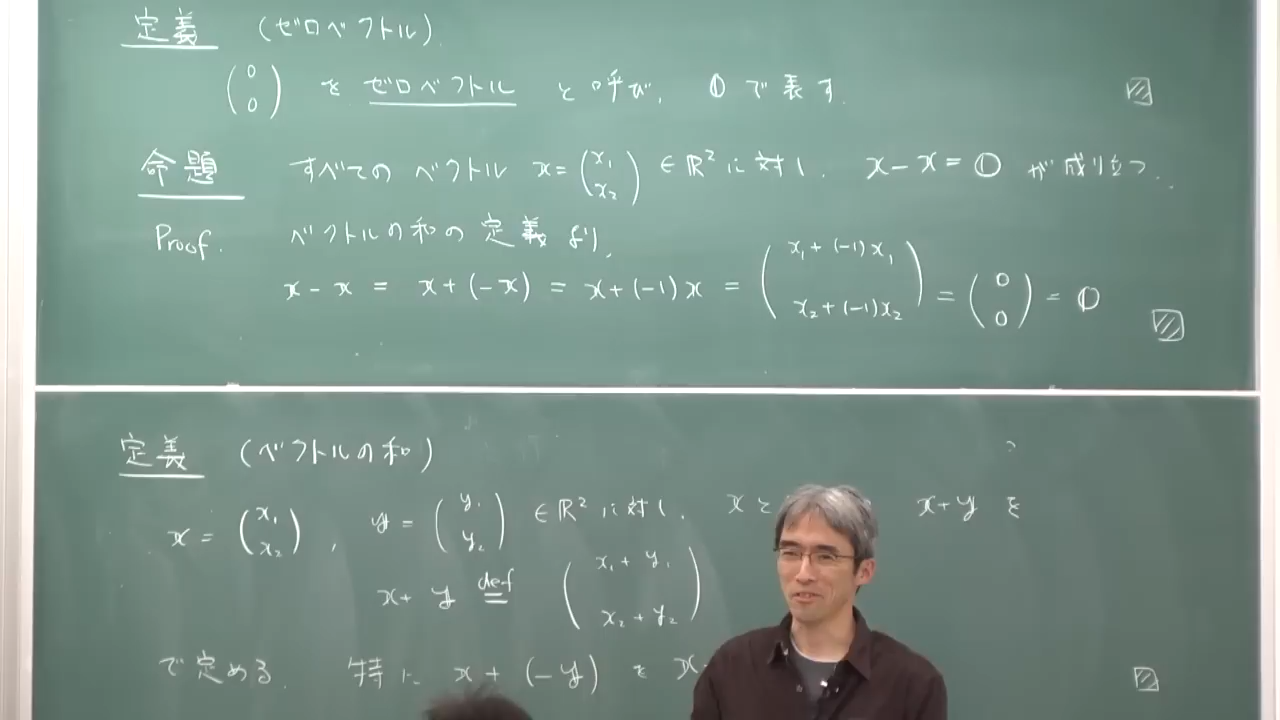 定義 (ゼロベクトル)
(0 0) を ゼロベクトル と呼び, 𝟘 で表す.
命題 すべての ベクトル x = (x₁ x₂) ∈ ℝ² に対し, x − x = 𝟘 が成り立つ.
Proof. ベクトルの和の定義より,
x − x = x + (−x) = x + (−1)x = (x₁ + (−1)x₁ x₂ + (−1)x₂) = (0 0) = 𝟘
定義 (ベクトルの和)
x = (x₁ x₂), y = (y₁ y₂) ∈ ℝ² に対し, x と x + y を
x + y def= (x₁ + y₁ x₂ + y₂)
で定める. 特に x + (−y) を x